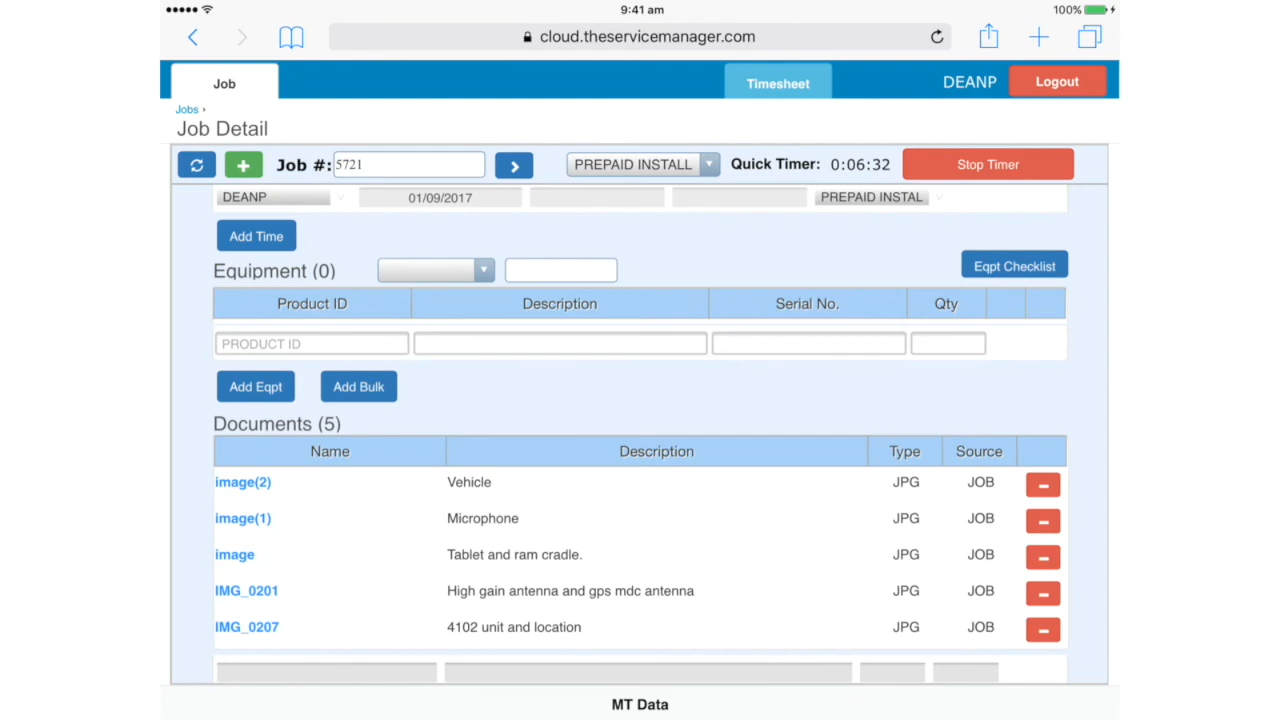 9:41 am
100%
cloud.theservicemanager.com
Job
Timesheet
DEANP
Logout
Jobs ›
Job Detail
Job #: 5721
PREPAID INSTALL
Quick Timer: 0:06:32
Stop Timer
DEANP 01/09/2017 PREPAID INSTAL
Add Time
Equipment (0)
Eqpt Checklist
Product ID Description Serial No. Qty
PRODUCT ID
Add Eqpt Add Bulk
Documents (5)
Name Description Type Source
image(2) Vehicle JPG JOB
image(1) Microphone JPG JOB
image Tablet and ram cradle. JPG JOB
IMG_0201 High gain antenna and gps mdc antenna JPG JOB
IMG_0207 4102 unit and location JPG JOB
MT Data